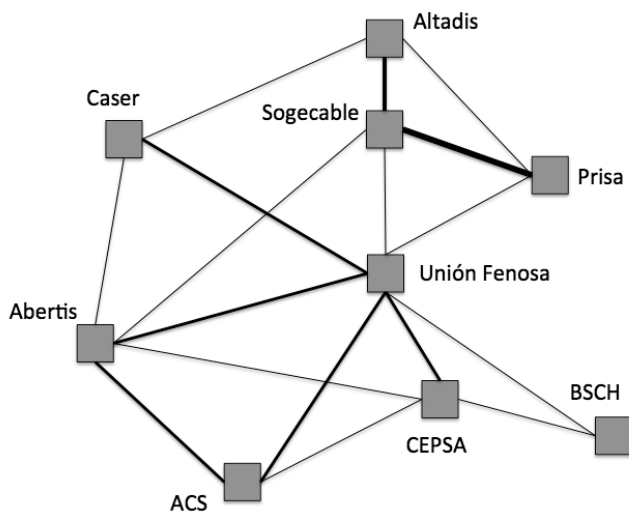 Altadis
Caser
Sogecable
Prisa
Unión Fenosa
Abertis
BSCH
CEPSA
ACS